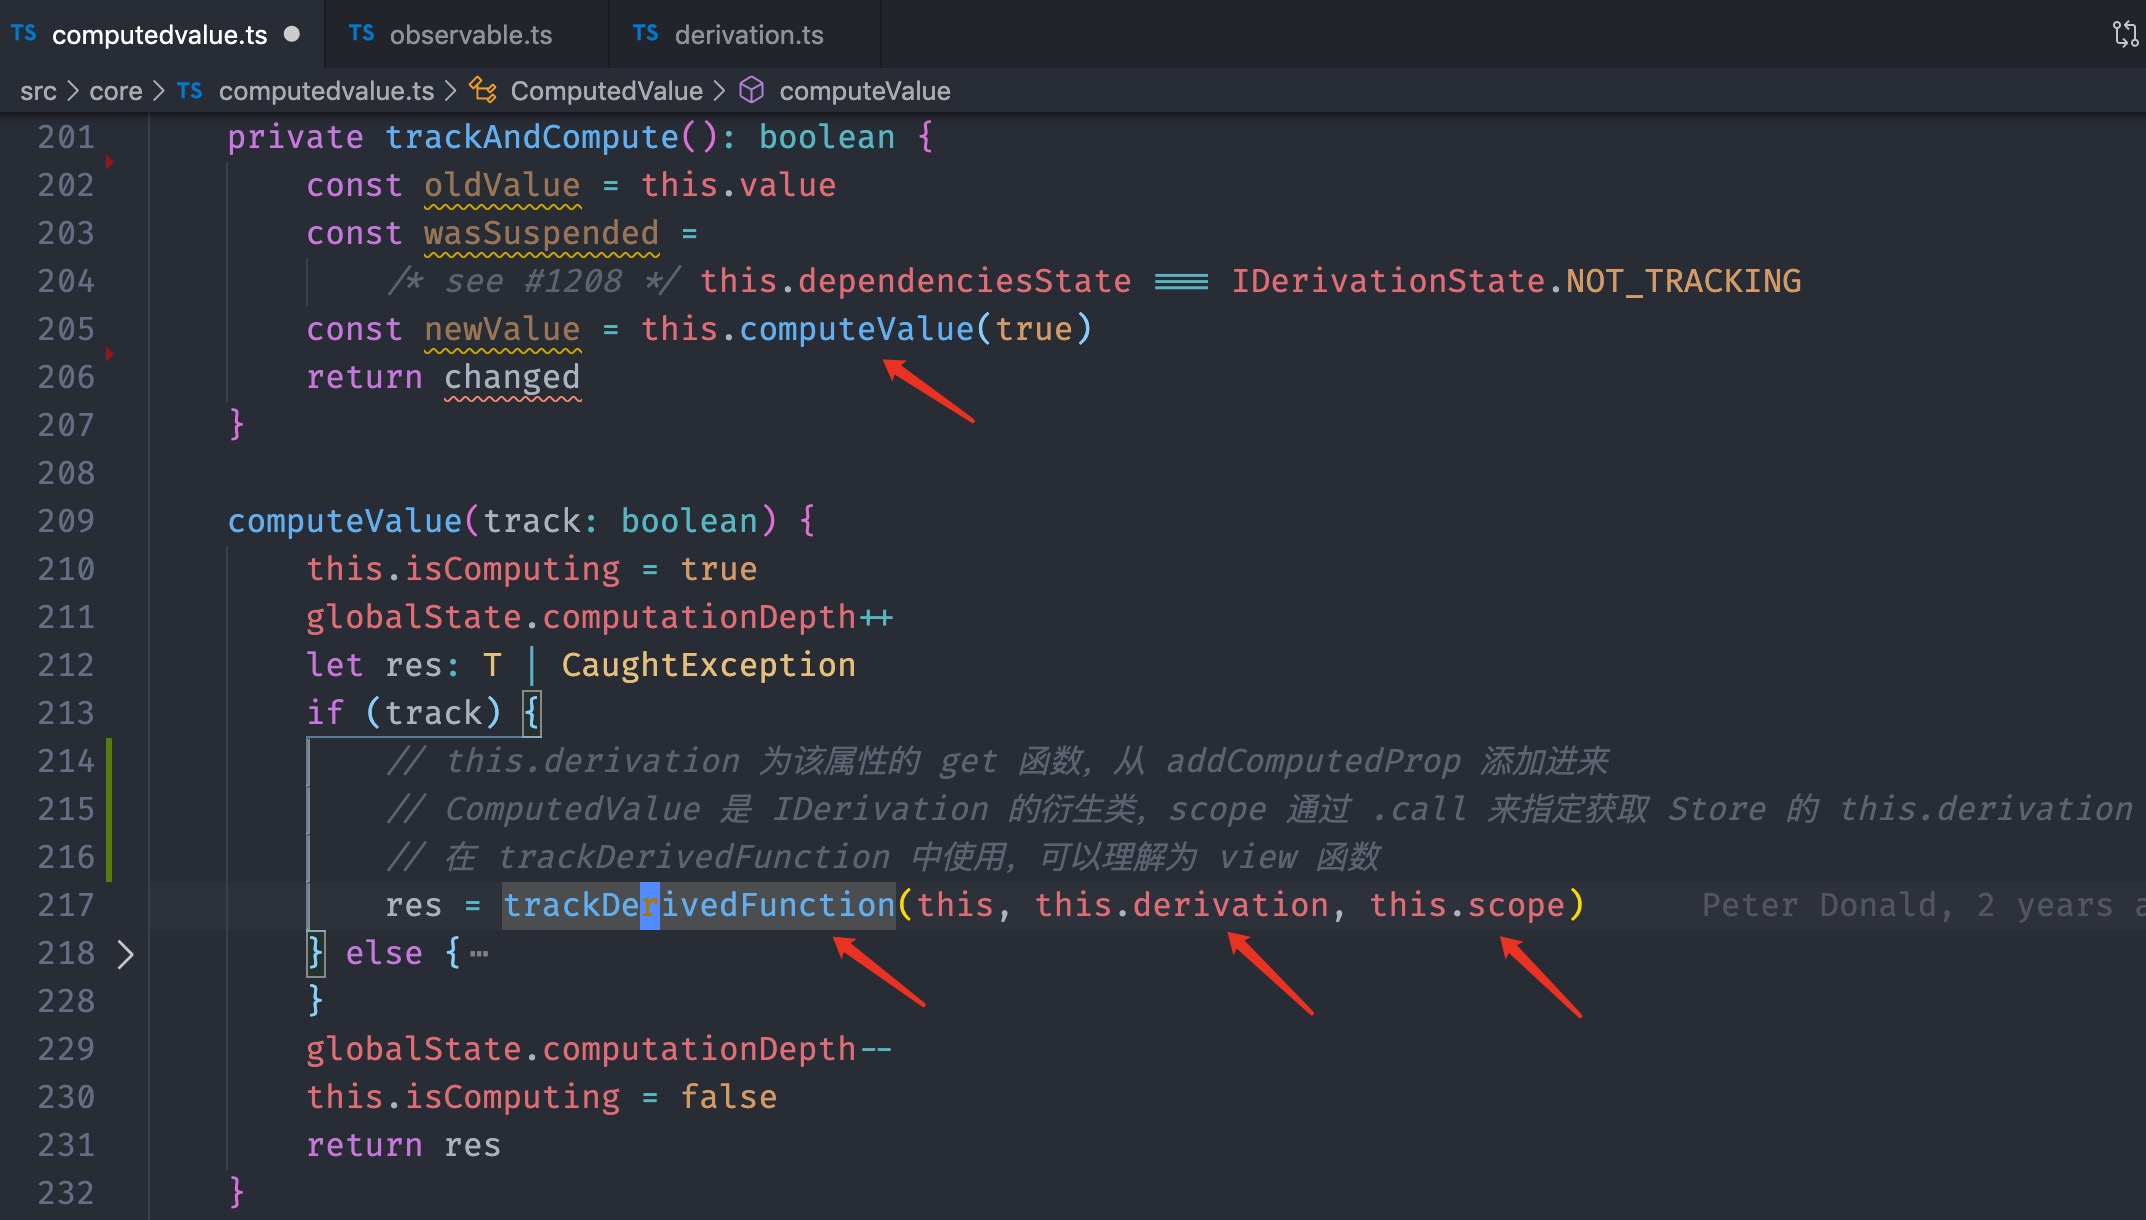 TS computedvalue.ts TS observable.ts TS derivation.ts
src > core > TS computedvalue.ts > ComputedValue > computeValue
201 private trackAndCompute(): boolean {
202 const oldValue = this.value
203 const wasSuspended =
204 /* see #1208 */ this.dependenciesState === IDerivationState.NOT_TRACKING
205 const newValue = this.computeValue(true)
206 return changed
207 }
208
209 computeValue(track: boolean) {
210 this.isComputing = true
211 globalState.computationDepth++
212 let res: T | CaughtException
213 if (track) {
214 // this.derivation 为该属性的 get 函数，从 addComputedProp 添加进来
215 // ComputedValue 是 IDerivation 的衍生类，scope 通过 .call 来指定获取 Store 的 this.derivation
216 // 在 trackDerivedFunction 中使用，可以理解为 view 函数
217 res = trackDerivedFunction(this, this.derivation, this.scope) Peter Donald, 2 years a
218 } else {⋯
228 }
229 globalState.computationDepth--
230 this.isComputing = false
231 return res
232 }